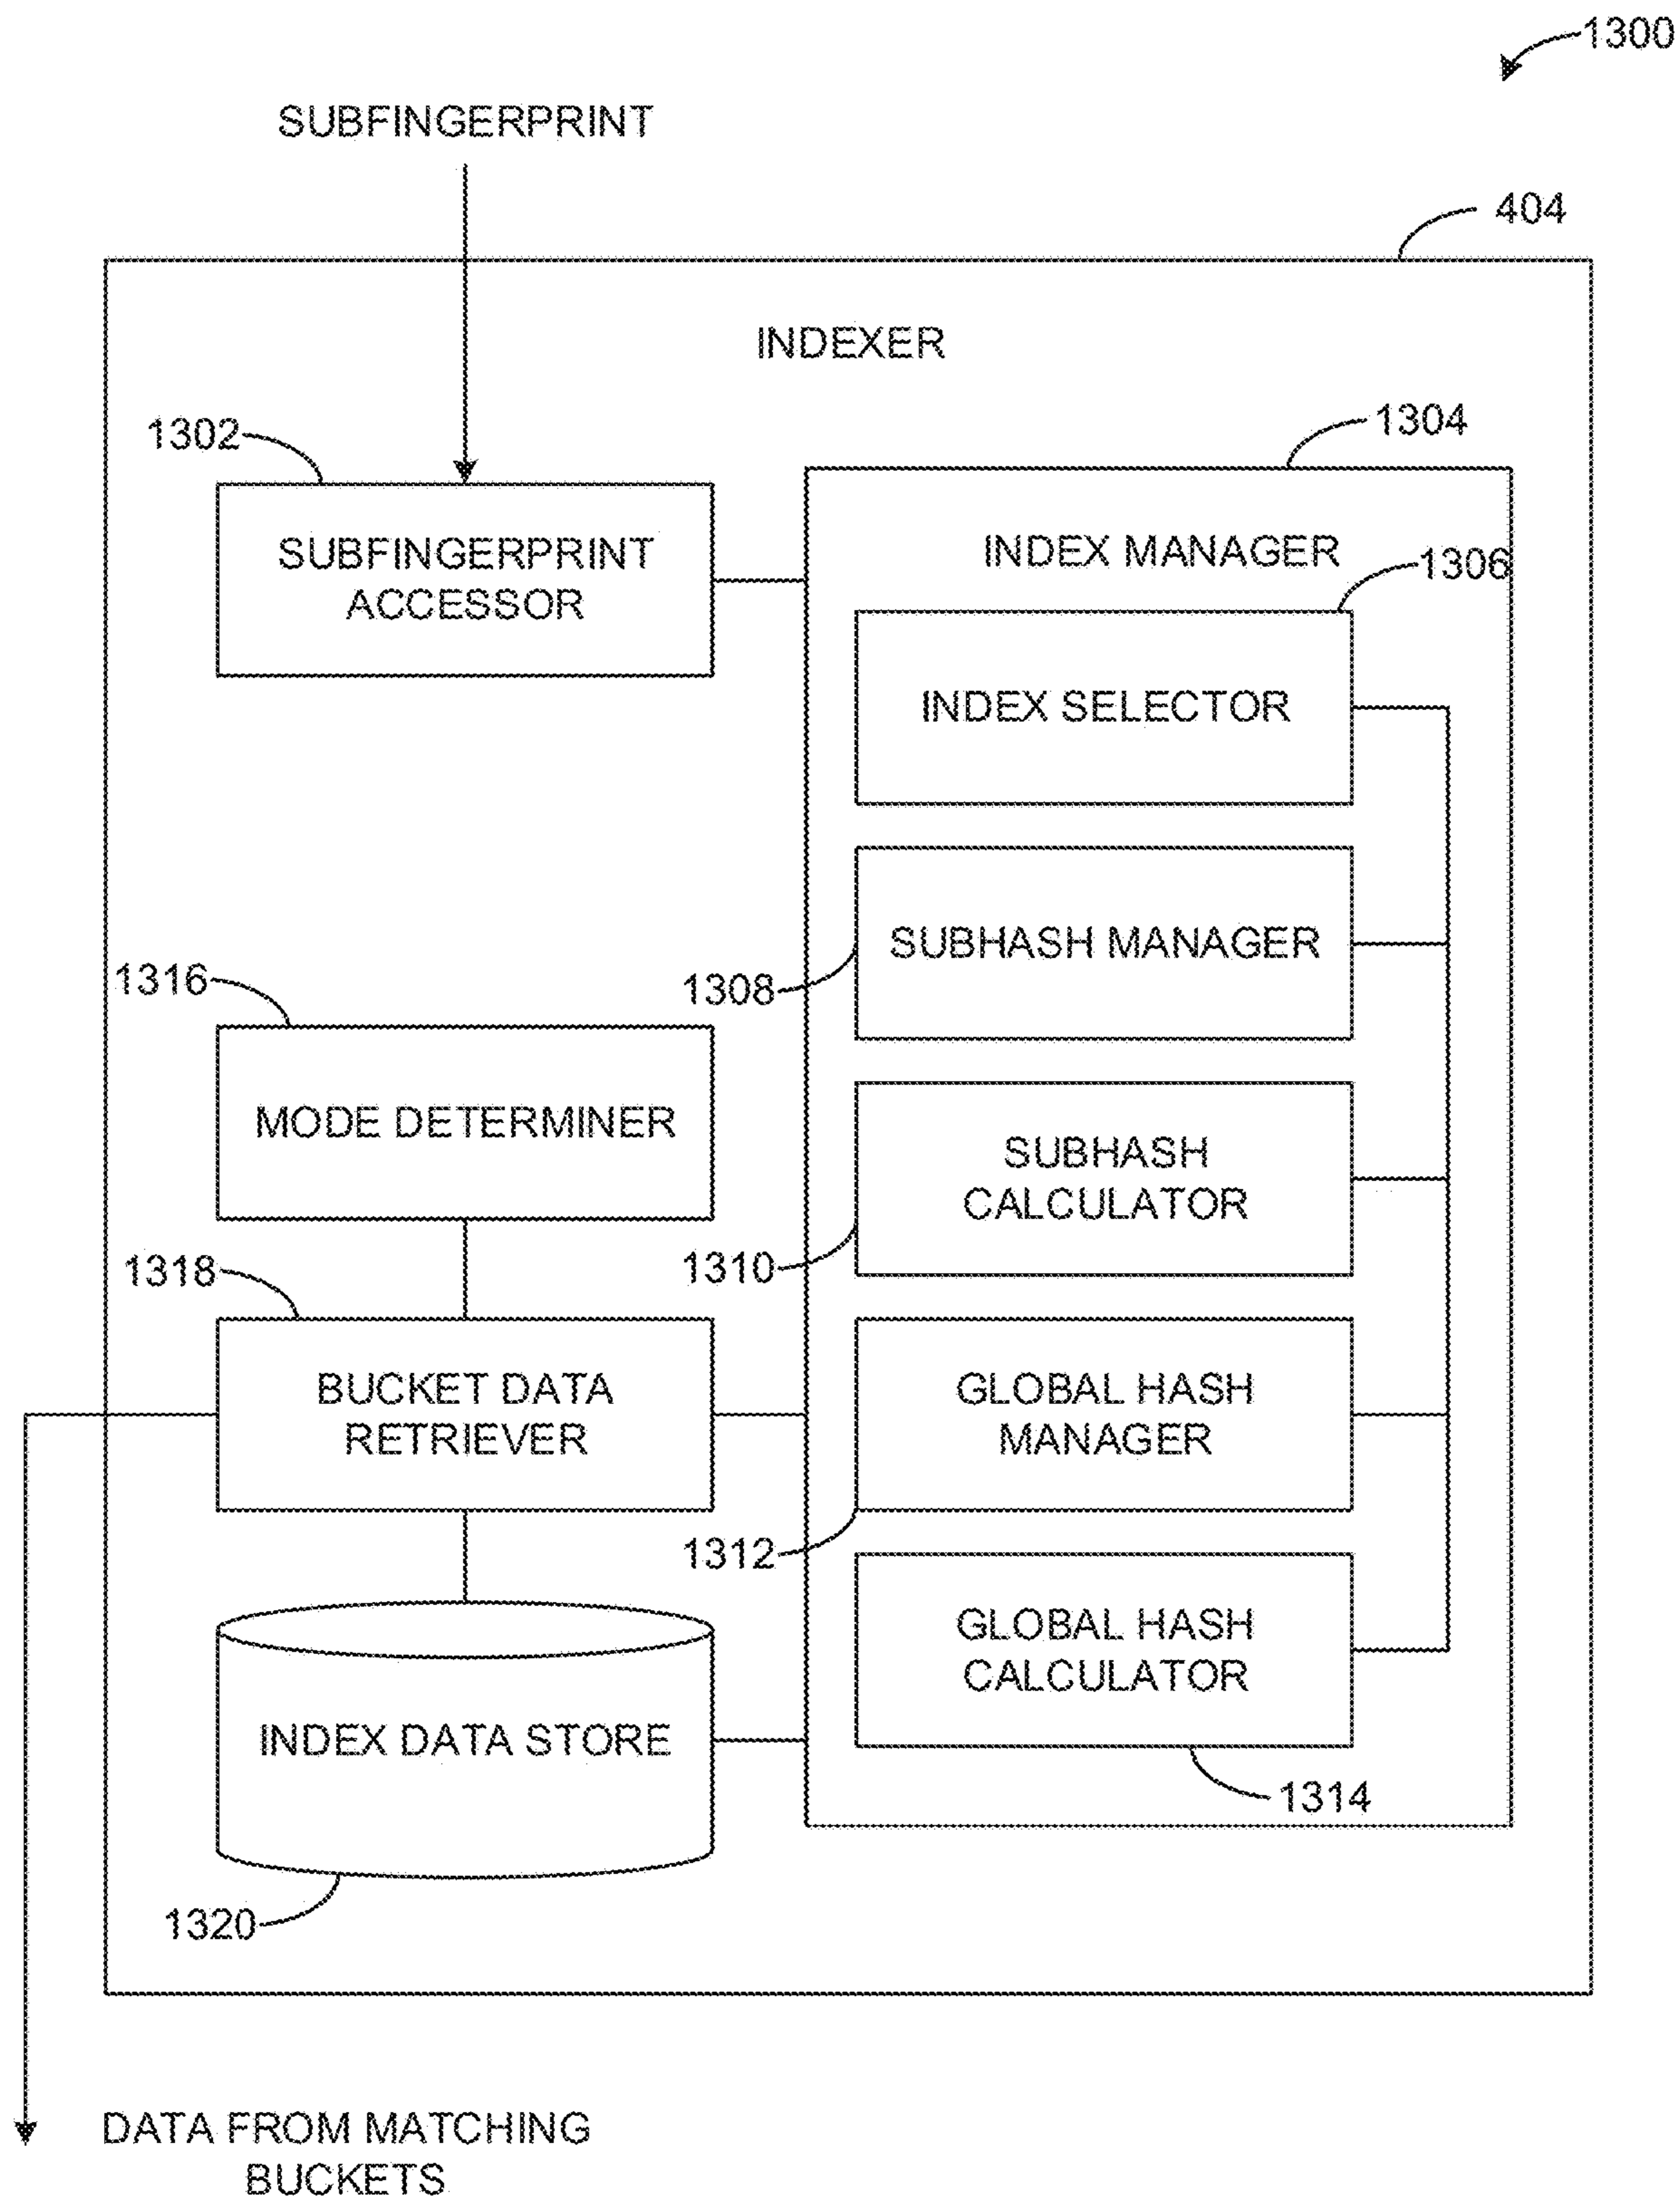 1300
SUBFINGERPRINT
404
INDEXER
1302
1304
SUBFINGERPRINT
ACCESSOR
INDEX MANAGER
1306
INDEX SELECTOR
SUBHASH MANAGER
1308
1316
MODE DETERMINER
SUBHASH
CALCULATOR
1310
1318
BUCKET DATA
RETRIEVER
GLOBAL HASH
MANAGER
1312
GLOBAL HASH
CALCULATOR
INDEX DATA STORE
1314
1320
DATA FROM MATCHING
BUCKETS